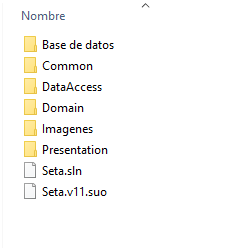 Nombre
Base de datos
Common
DataAccess
Domain
Imagenes
Presentation
Seta.sln
Seta.v11.suo